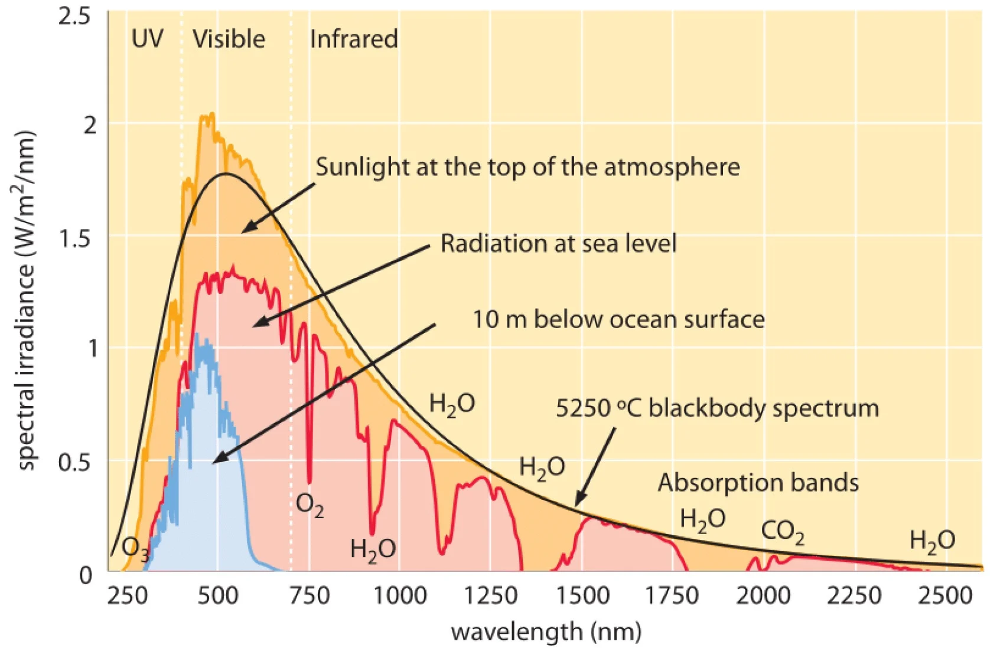 2.5
UV
Visible
Infrared
2
Sunlight at the top of the atmosphere
1.5
Radiation at sea level
10 m below ocean surface
1
H₂O
5250 ºC blackbody spectrum
0.5
H₂O
Absorption bands
O₂
H₂O
CO₂
H₂O
O₃
H₂O
0
250
500
750
1000
1250
1500
1750
2000
2250
2500
wavelength (nm)
spectral irradiance (W/m²/nm)